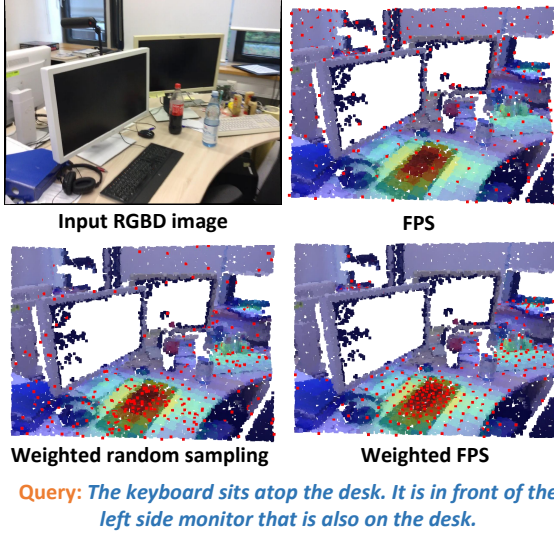 Input RGBD image
FPS
Weighted random sampling
Weighted FPS
Query: The keyboard sits atop the desk. It is in front of the
left side monitor that is also on the desk.